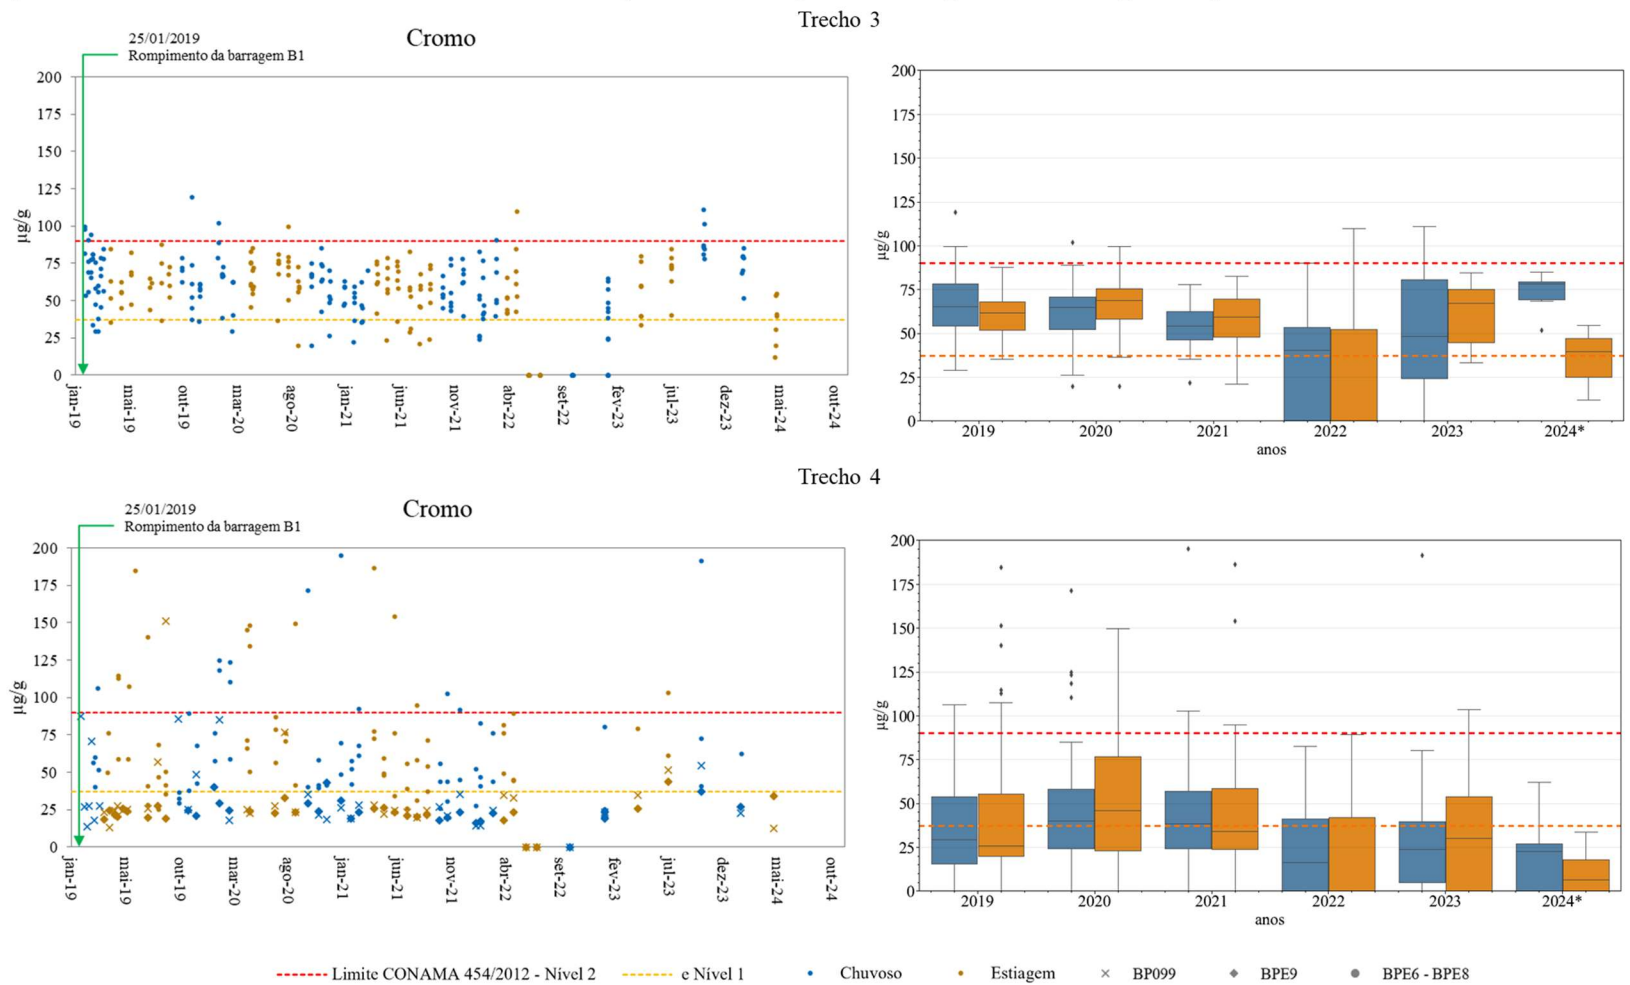 Trecho 3
25/01/2019
Rompimento da barragem B1
Cromo
µg/g
200
175
150
125
100
75
50
25
0
jan-19
mai-19
out-19
mar-20
ago-20
jan-21
jun-21
nov-21
abr-22
set-22
fev-23
jul-23
dez-23
mai-24
out-24
µg/g
200
175
150
125
100
75
50
25
0
2019
2020
2021
2022
2023
2024*
anos
Trecho 4
25/01/2019
Rompimento da barragem B1
Cromo
µg/g
200
175
150
125
100
75
50
25
0
jan-19
mai-19
out-19
mar-20
ago-20
jan-21
jun-21
nov-21
abr-22
set-22
fev-23
jul-23
dez-23
mai-24
out-24
µg/g
200
175
150
125
100
75
50
25
0
2019
2020
2021
2022
2023
2024*
anos
Limite CONAMA 454/2012 - Nível 2 e Nível 1 Chuvoso Estiagem BP099 BPE9 BPE6 - BPE8